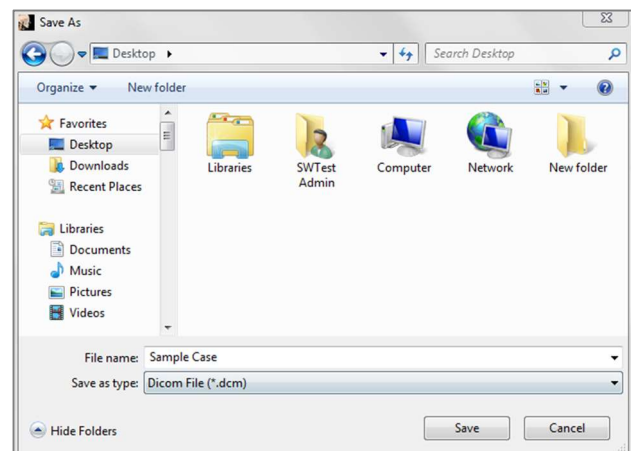 Save As
Desktop
Search Desktop
Organize
New folder
Favorites
Desktop
Downloads
Recent Places
Libraries
Documents
Music
Pictures
Videos
Libraries
SWTest
Admin
Computer
Network
New folder
File name: Sample Case
Save as type: Dicom File (*.dcm)
Hide Folders
Save
Cancel